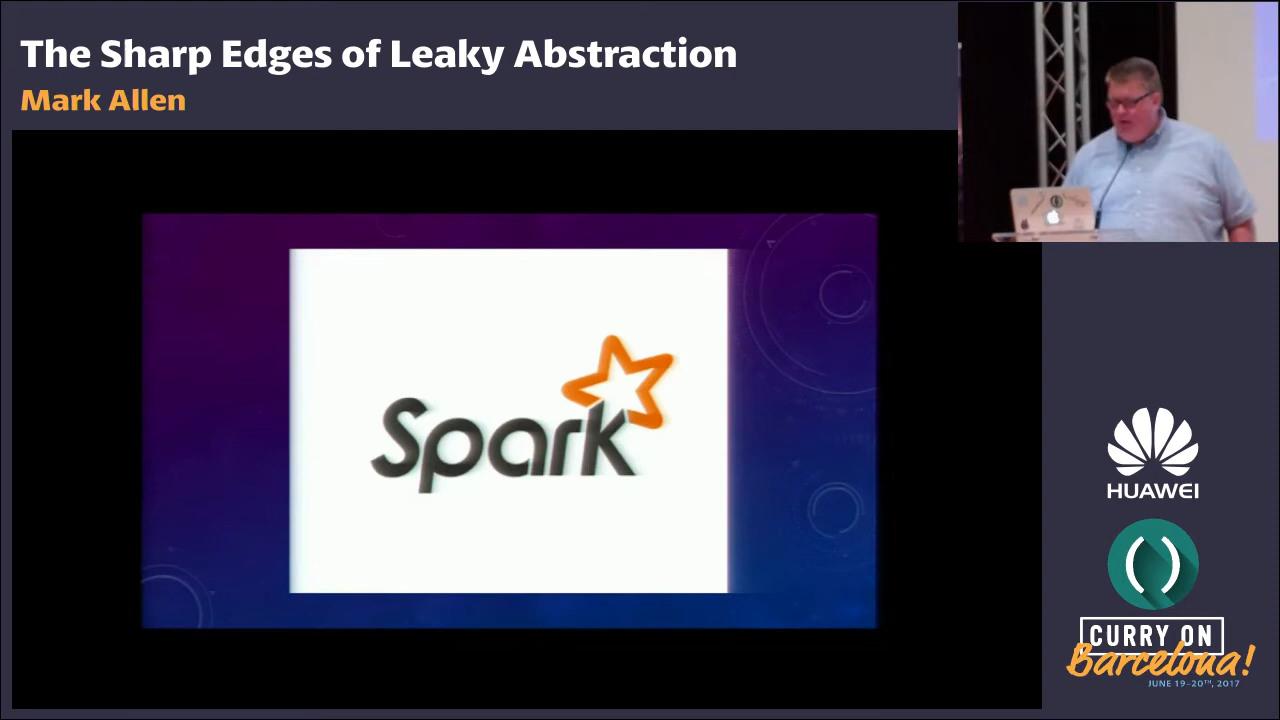 The Sharp Edges of Leaky Abstraction
Mark Allen
Spark
HUAWEI
CURRY ON
Barcelona!
JUNE 19-20TH, 2017